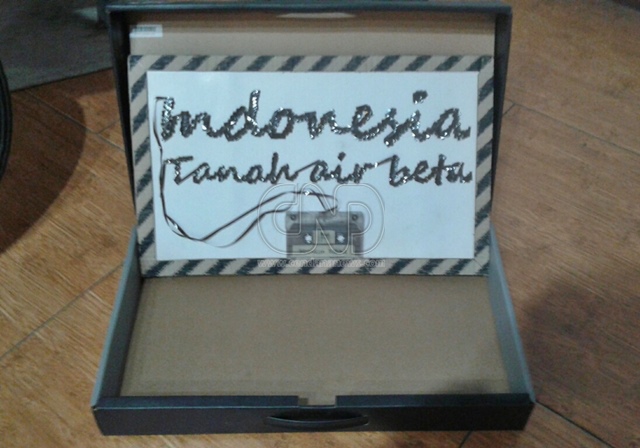 Indonesia
Tanah air beta